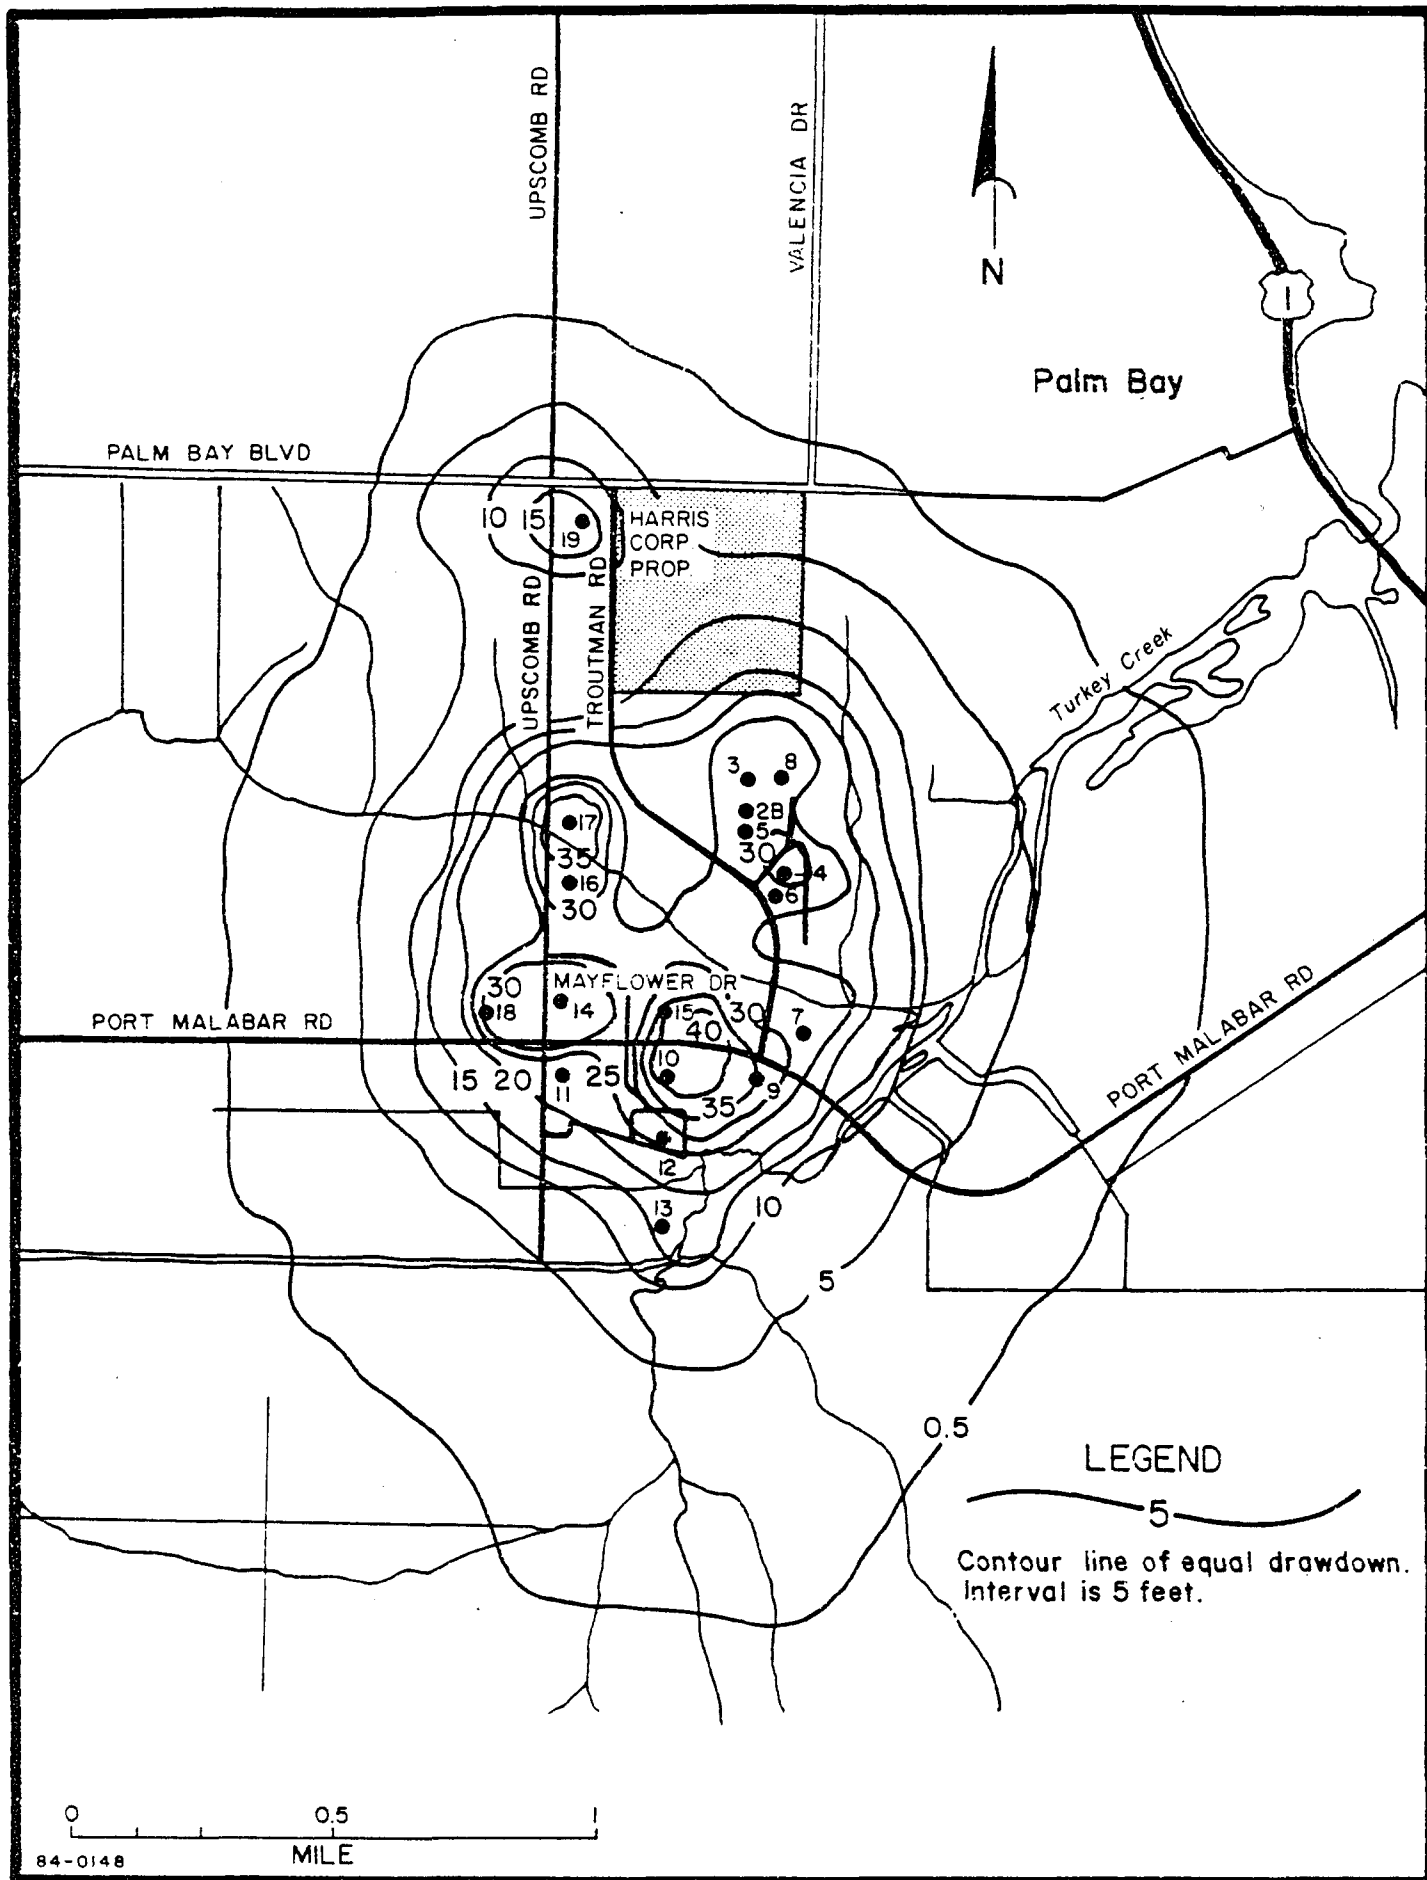 UPSCOMB RD
VALENCIA DR
N
1
Palm Bay
PALM BAY BLVD
10 15
19
HARRIS
CORP.
PROP.
UPSCOMB RD
TROUTMAN RD
Turkey Creek
3
8
2B
5
30
4
6
17
35
16
30
30
MAYFLOWER DR
18
14
15
30
7
40
PORT MALABAR RD
10
15 20
25
11
9
35
12
13
10
5
PORT MALABAR RD
0.5
LEGEND
5
Contour line of equal drawdown.
Interval is 5 feet.
0 0.5 1
MILE
84-0148